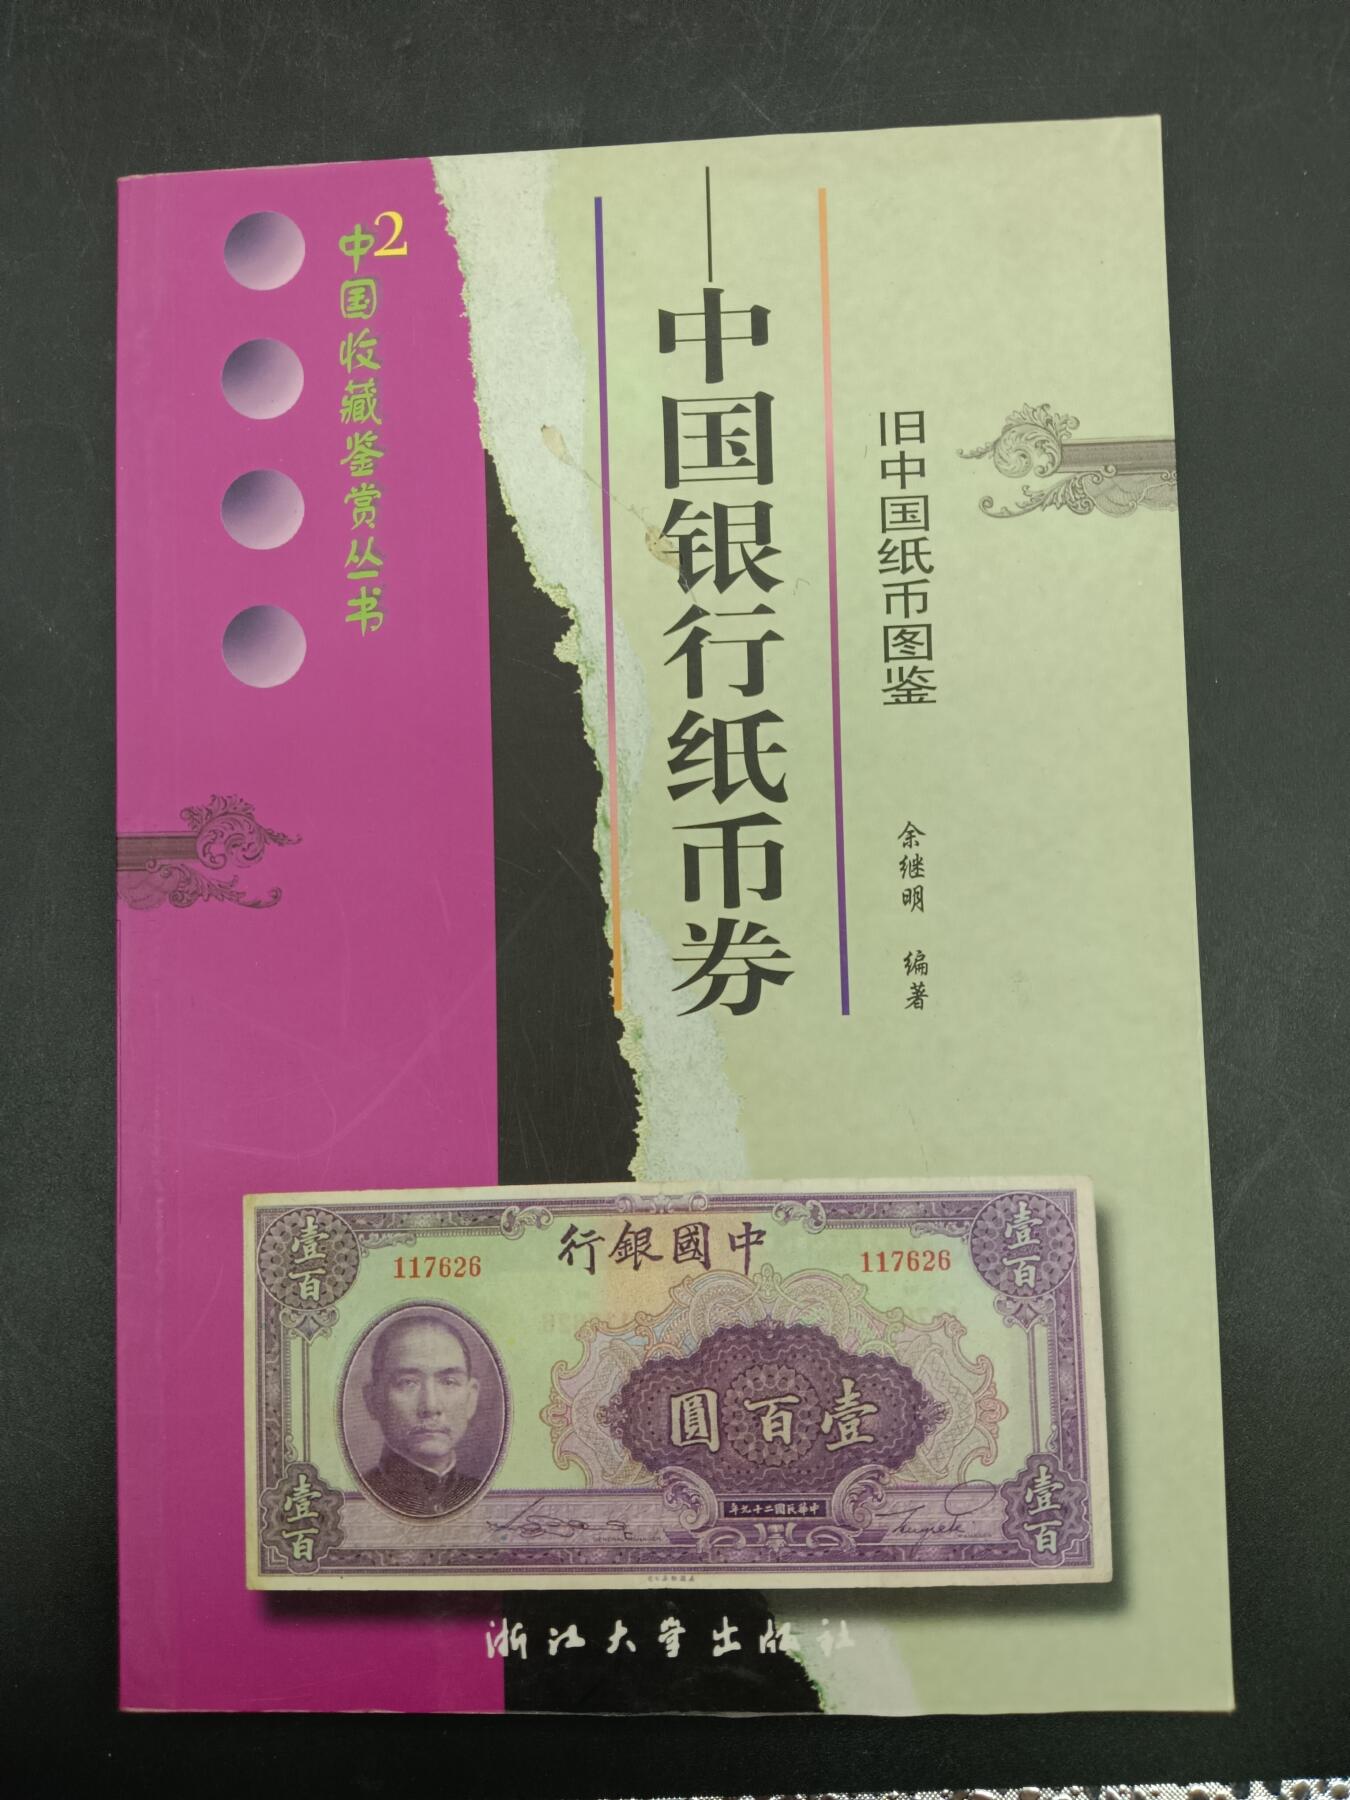 2
中国收藏鉴赏丛书
中国银行纸币券
旧中国纸币图鉴
余继明 编著
中國銀行
117626
117626
壹百
壹百
壹百圓
中華民國二十九年
壹百
壹百
浙江大学出版社